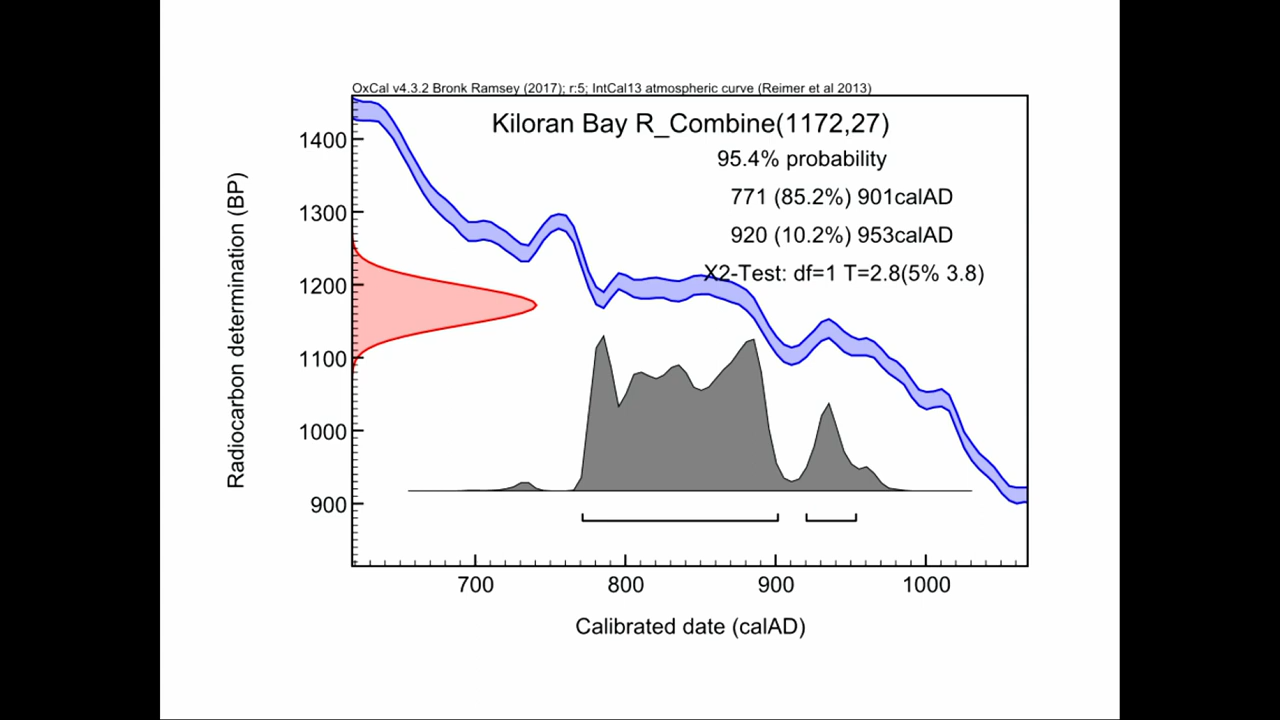 OxCal v4.3.2 Bronk Ramsey (2017); r:5; IntCal13 atmospheric curve (Reimer et al 2013)
Kiloran Bay R_Combine(1172,27)
95.4% probability
771 (85.2%) 901calAD
920 (10.2%) 953calAD
X2-Test: df=1 T=2.8(5% 3.8)
Radiocarbon determination (BP)
1400
1300
1200
1100
1000
900
700 800 900 1000
Calibrated date (calAD)